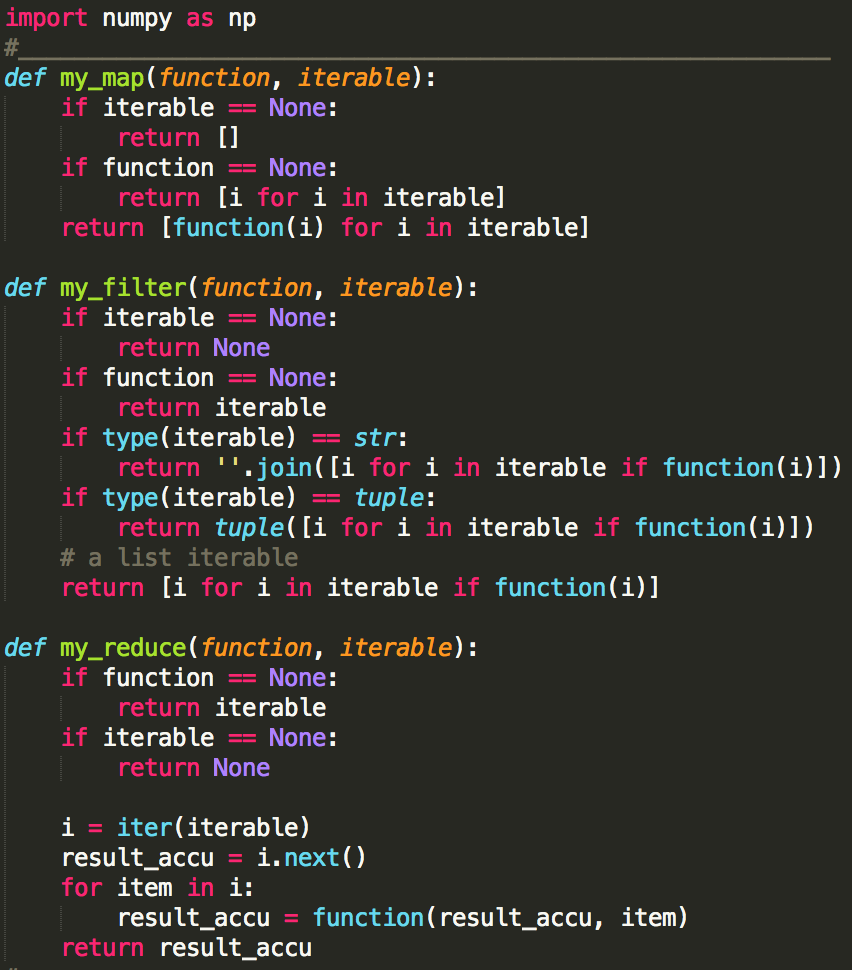 import numpy as np
#__________________________________________________________
def my_map(function, iterable):
    if iterable == None:
        return []
    if function == None:
        return [i for i in iterable]
    return [function(i) for i in iterable]

def my_filter(function, iterable):
    if iterable == None:
        return None
    if function == None:
        return iterable
    if type(iterable) == str:
        return ''.join([i for i in iterable if function(i)])
    if type(iterable) == tuple:
        return tuple([i for i in iterable if function(i)])
    # a list iterable
    return [i for i in iterable if function(i)]

def my_reduce(function, iterable):
    if function == None:
        return iterable
    if iterable == None:
        return None

    i = iter(iterable)
    result_accu = i.next()
    for item in i:
        result_accu = function(result_accu, item)
    return result_accu